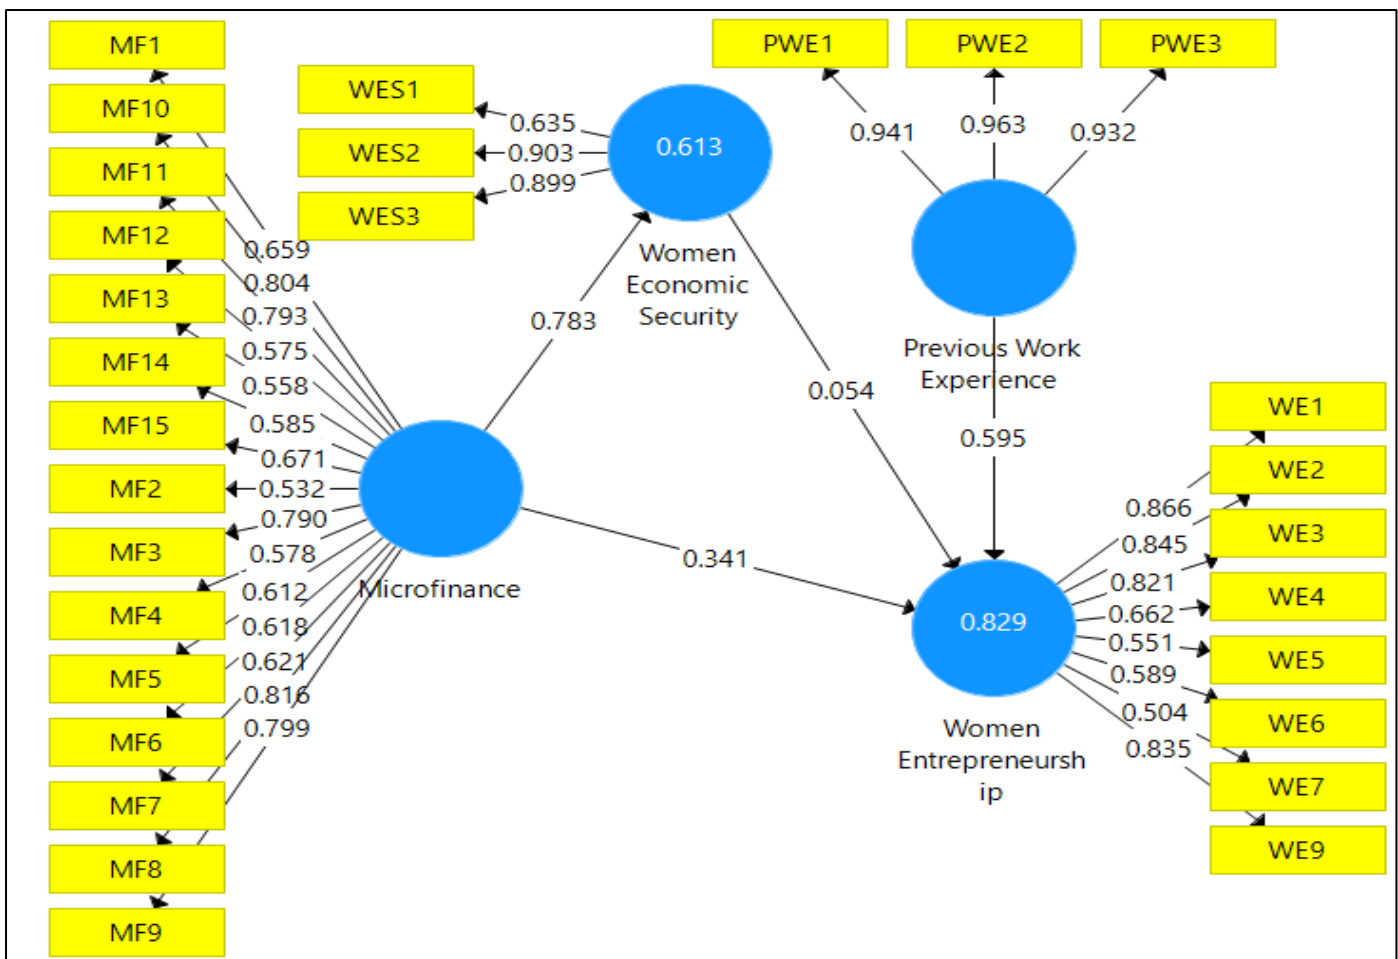 MF1
MF10
MF11
MF12
MF13
MF14
MF15
MF2
MF3
MF4
MF5
MF6
MF7
MF8
MF9
0.659
0.804
0.793
0.575
0.558
0.585
0.671
0.532
0.790
0.578
0.612
0.618
0.621
0.816
0.799
Microfinance
WES1
WES2
WES3
0.635
0.903
0.899
0.613
Women
Economic
Security
0.783
0.054
0.341
PWE1
PWE2
PWE3
0.941
0.963
0.932
Previous Work
Experience
0.595
0.829
Women
Entrepreneursh
ip
0.866
0.845
0.821
0.662
0.551
0.589
0.504
0.835
WE1
WE2
WE3
WE4
WE5
WE6
WE7
WE9